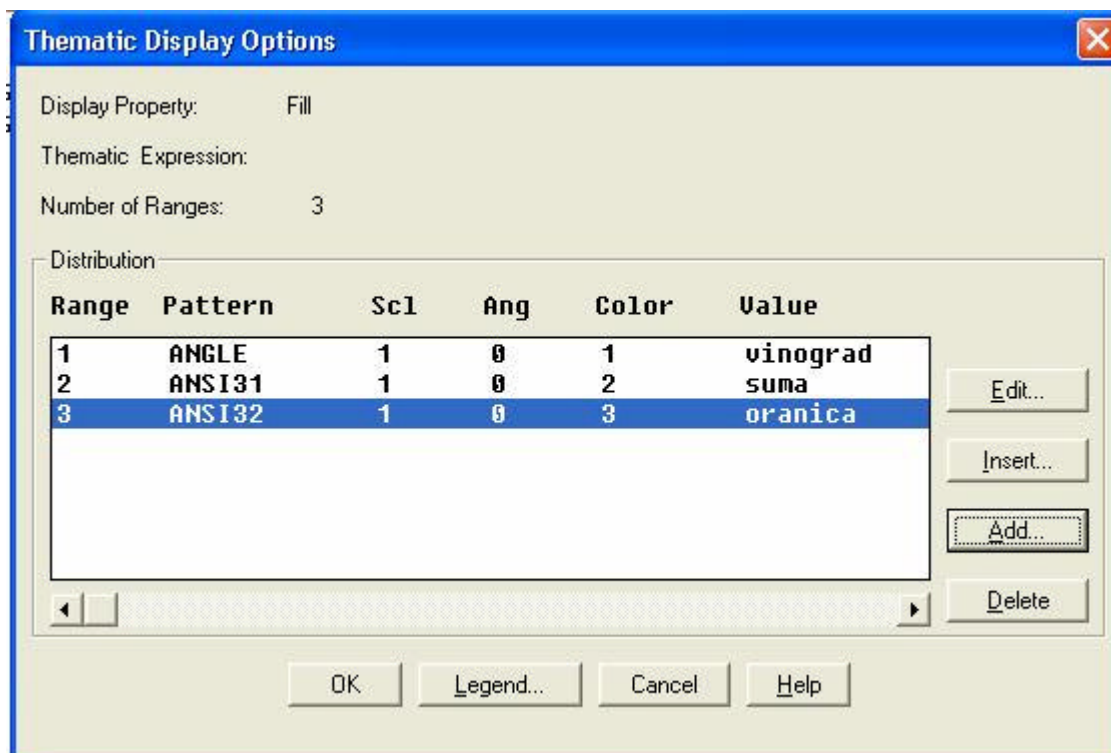 Thematic Display Options
Display Property: Fill
Thematic Expression:
Number of Ranges: 3
Distribution
Range Pattern Scl Ang Color Value
1 ANGLE 1 0 1 vinograd
2 ANSI31 1 0 2 suma
3 ANSI32 1 0 3 oranica
Edit...
Insert...
Add...
Delete
OK Legend... Cancel Help